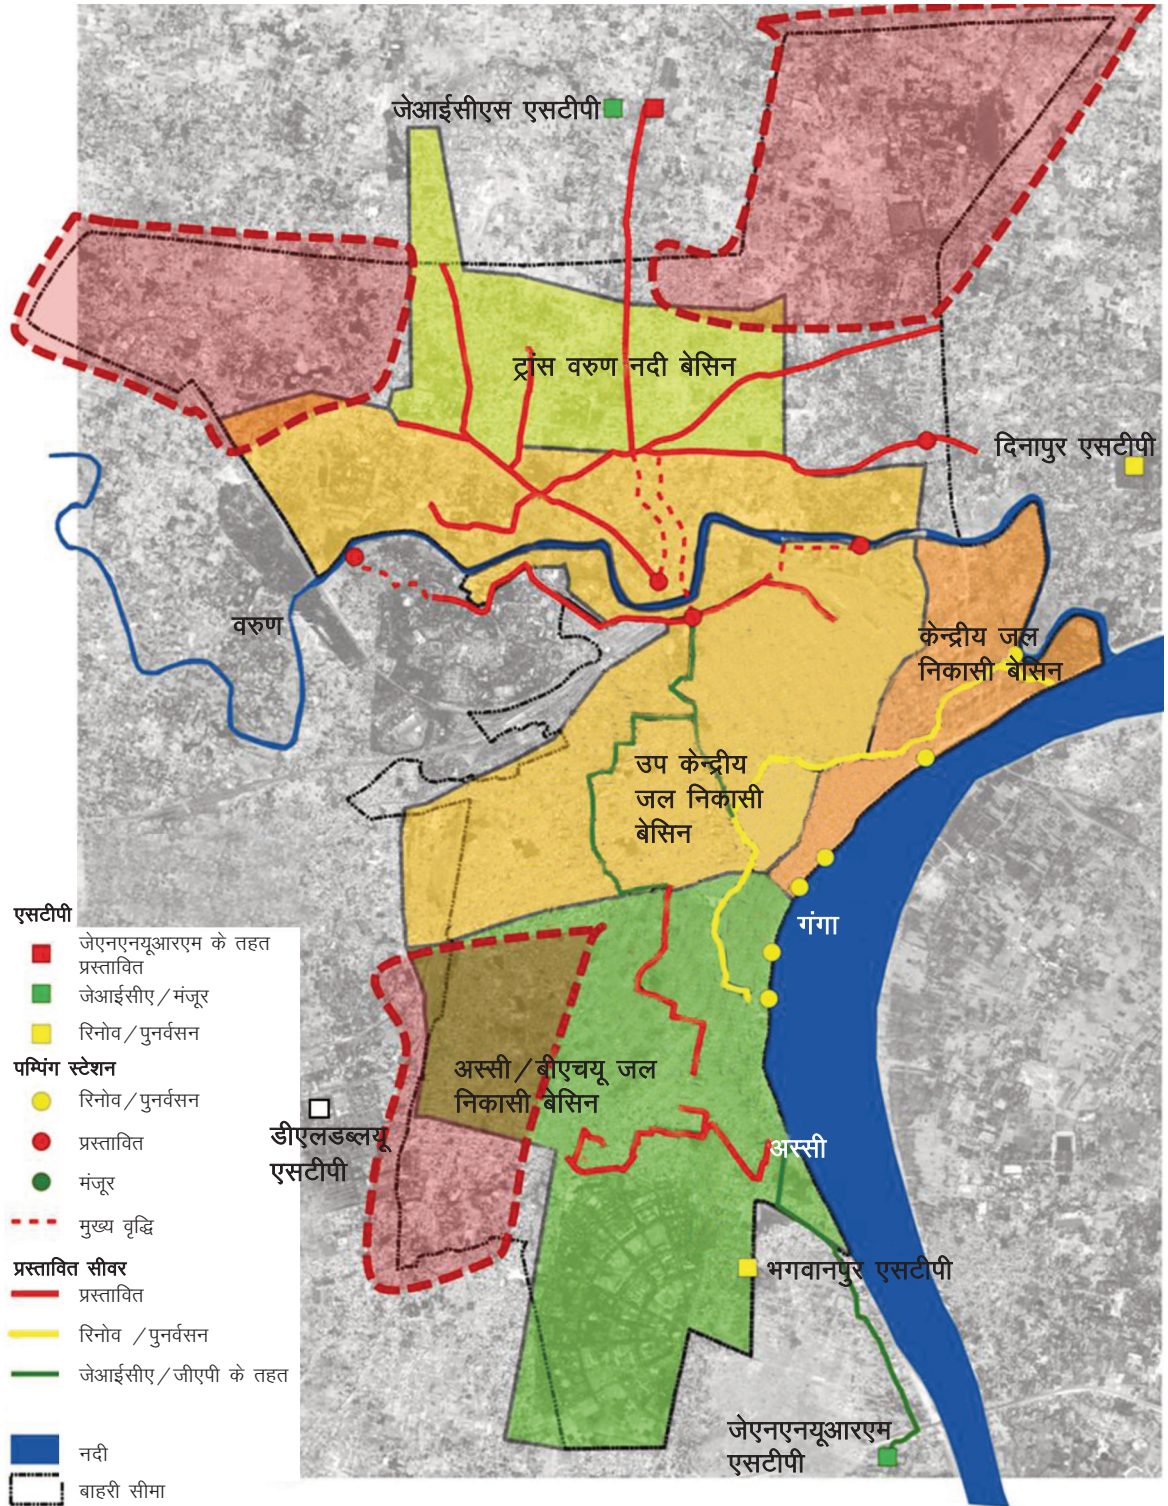 जेआईसीएस एसटीपी
ट्रांस वरुण नदी बेसिन
दिनापुर एसटीपी
वरुण
केन्द्रीय जल
निकासी बेसिन
उप केन्द्रीय
जल निकासी
बेसिन
गंगा
अस्सी/बीएचयू जल
निकासी बेसिन
डीएलडब्लयू
एसटीपी
अस्सी
भगवानपुर एसटीपी
जेएनएनयूआरएम
एसटीपी
एसटीपी
जेएनएनयूआरएम के तहत
प्रस्तावित
जेआईसीए/मंजूर
रिनोव/पुनर्वसन
पम्पिंग स्टेशन
रिनोव/पुनर्वसन
प्रस्तावित
मंजूर
मुख्य वृद्धि
प्रस्तावित सीवर
प्रस्तावित
रिनोव /पुनर्वसन
जेआईसीए/जीएपी के तहत
नदी
बाहरी सीमा